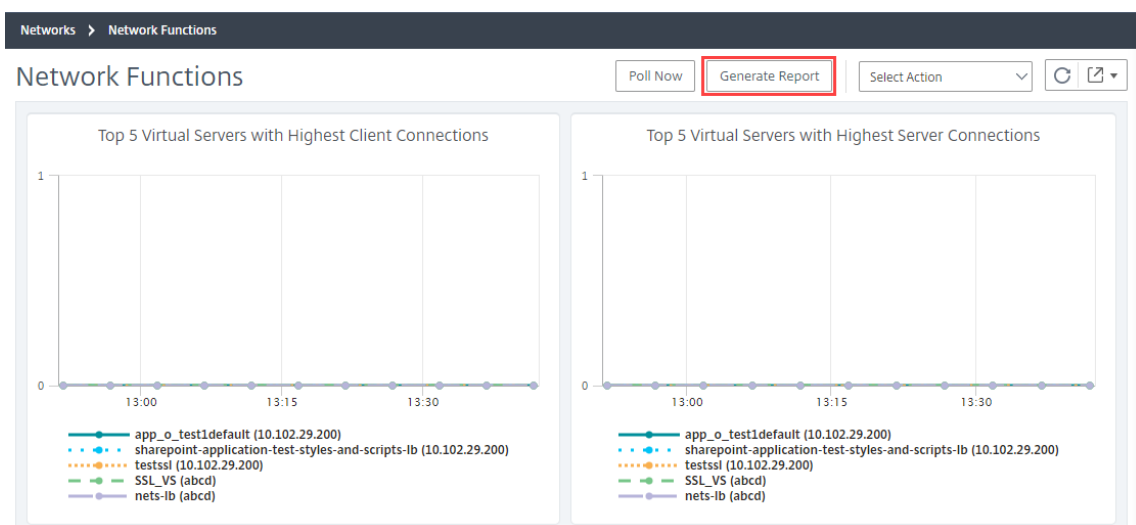 Networks > Network Functions
Network Functions
Poll Now
Generate Report
Select Action
Top 5 Virtual Servers with Highest Client Connections
1
0
13:00 13:15 13:30
app_o_test1default (10.102.29.200)
sharepoint-application-test-styles-and-scripts-lb (10.102.29.200)
testssl (10.102.29.200)
SSL_VS (abcd)
nets-lb (abcd)
Top 5 Virtual Servers with Highest Server Connections
1
0
13:00 13:15 13:30
app_o_test1default (10.102.29.200)
sharepoint-application-test-styles-and-scripts-lb (10.102.29.200)
testssl (10.102.29.200)
SSL_VS (abcd)
nets-lb (abcd)